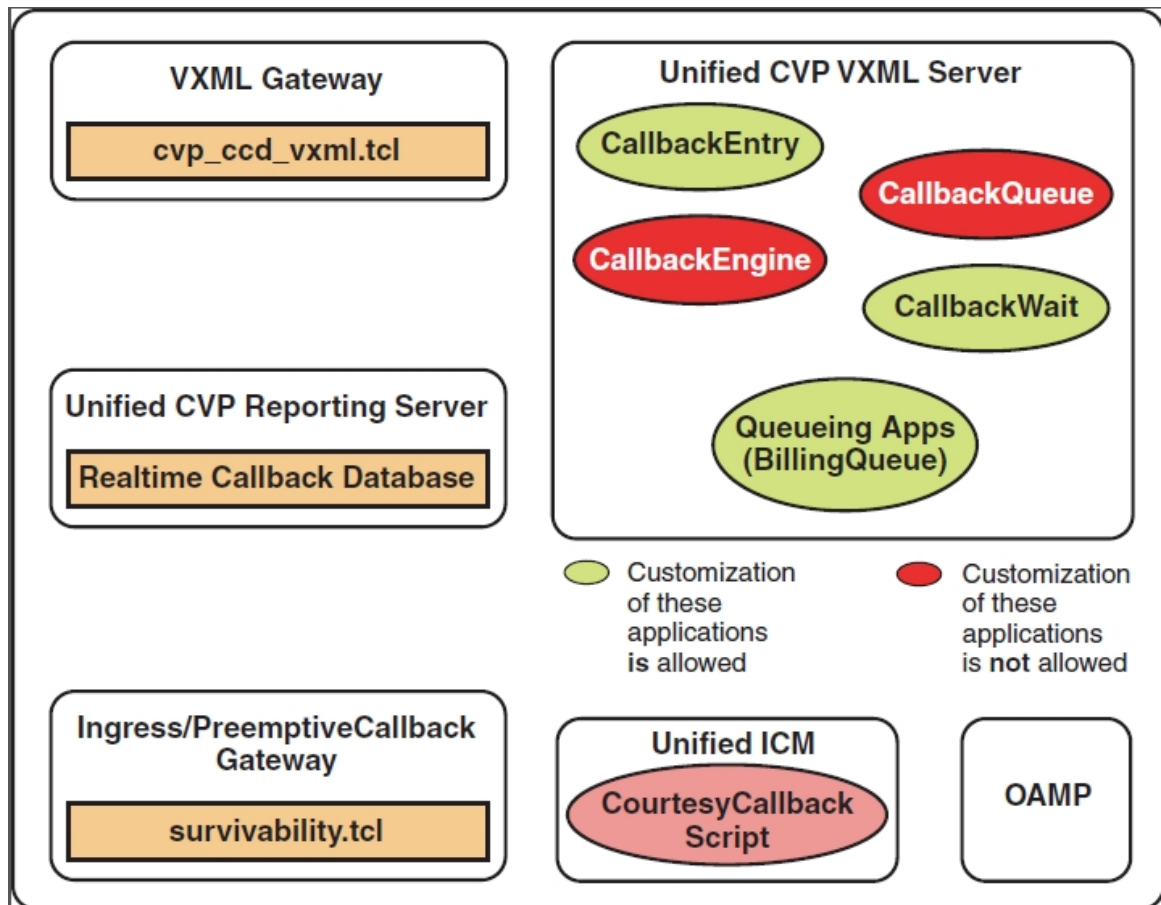 VXML Gateway
cvp_ccd_vxml.tcl
Unified CVP VXML Server
CallbackEntry
CallbackQueue
CallbackEngine
CallbackWait
Queueing Apps
(BillingQueue)
Unified CVP Reporting Server
Realtime Callback Database
Customization
of these
applications
is allowed
Customization
of these
applications
is not allowed
Ingress/PreemptiveCallback
Gateway
survivability.tcl
Unified ICM
CourtesyCallback
Script
OAMP